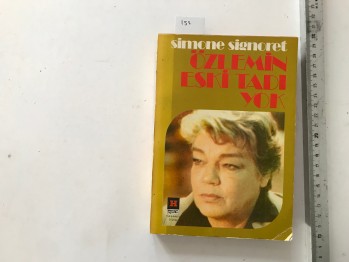 simone signoret
ÖZLEMİN
ESKİ TADI
YOK